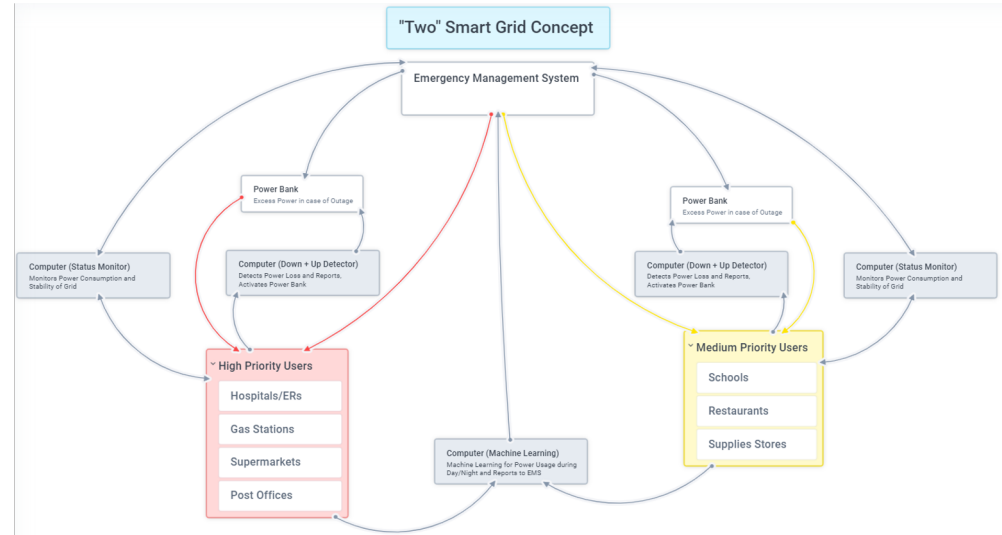 "Two" Smart Grid Concept
Emergency Management System
Power Bank
Excess Power in case of Outage
Power Bank
Excess Power in case of Outage
Computer (Status Monitor)
Monitors Power Consumption and
Stability of Grid
Computer (Down + Up Detector)
Detects Power Loss and Reports,
Activates Power Bank
Computer (Down + Up Detector)
Detects Power Loss and Reports,
Activates Power Bank
Computer (Status Monitor)
Monitors Power Consumption and
Stability of Grid
High Priority Users
Hospitals/ERs
Gas Stations
Supermarkets
Post Offices
Medium Priority Users
Schools
Restaurants
Supplies Stores
Computer (Machine Learning)
Machine Learning for Power Usage during
Day/Night and Reports to EMS